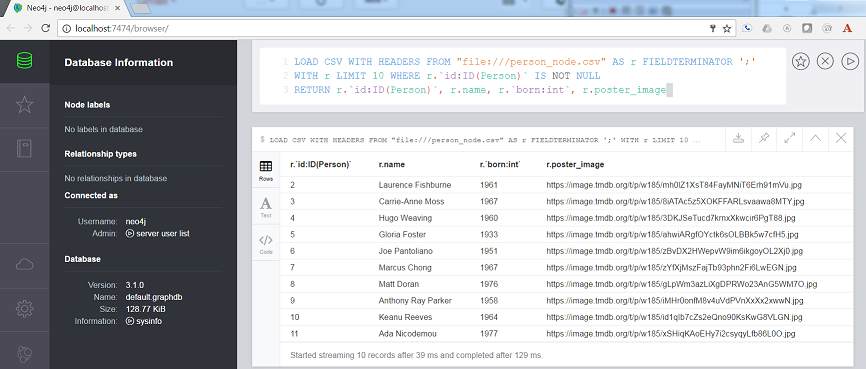 Neo4j - neo4j@localhost
localhost:7474/browser/
Database Information
Node labels
No labels in database
Relationship types
No relationships in database
Connected as
Username: neo4j
Admin: server user list
Database
Version: 3.1.0
Name: default.graphdb
Size: 128.77 KiB
Information: sysinfo
1 LOAD CSV WITH HEADERS FROM "file:///person_node.csv" AS r FIELDTERMINATOR ';'
2 WITH r LIMIT 10 WHERE r.`id:ID(Person)` IS NOT NULL
3 RETURN r.`id:ID(Person)`, r.name, r.`born:int`, r.poster_image
$ LOAD CSV WITH HEADERS FROM "file:///person_node.csv" AS r FIELDTERMINATOR ';' WITH r LIMIT 10 ...
Rows
Text
Code
r.`id:ID(Person)` r.name r.`born:int` r.poster_image
2 Laurence Fishburne 1961 https://image.tmdb.org/t/p/w185/mh0lZ1XsT84FayMNiT6Erh91mVu.jpg
3 Carrie-Anne Moss 1967 https://image.tmdb.org/t/p/w185/8iATAc5z5XOKFFARLsvaawa8MTY.jpg
4 Hugo Weaving 1960 https://image.tmdb.org/t/p/w185/3DKJSeTucd7krnxXkwcir6PgT88.jpg
5 Gloria Foster 1933 https://image.tmdb.org/t/p/w185/ahwiARgfOYctk6sOLBBk5w7cfH5.jpg
6 Joe Pantoliano 1951 https://image.tmdb.org/t/p/w185/zBvDX2HWepvW9im6ikgoyOL2Xj0.jpg
7 Marcus Chong 1967 https://image.tmdb.org/t/p/w185/zYfXjMszFajTb93phn2Fi6LwEGN.jpg
8 Matt Doran 1976 https://image.tmdb.org/t/p/w185/gLpWm3azLiXgDPRWo23AnG5WM7O.jpg
9 Anthony Ray Parker 1958 https://image.tmdb.org/t/p/w185/iMHr0onfM8v4uVdPVnXxXx2xwwN.jpg
10 Keanu Reeves 1964 https://image.tmdb.org/t/p/w185/id1qIb7cZs2eQno90KsKwG8VLGN.jpg
11 Ada Nicodemou 1977 https://image.tmdb.org/t/p/w185/xSHiqKAoEHy7i2csyqyLfb86L0O.jpg
Started streaming 10 records after 39 ms and completed after 129 ms.